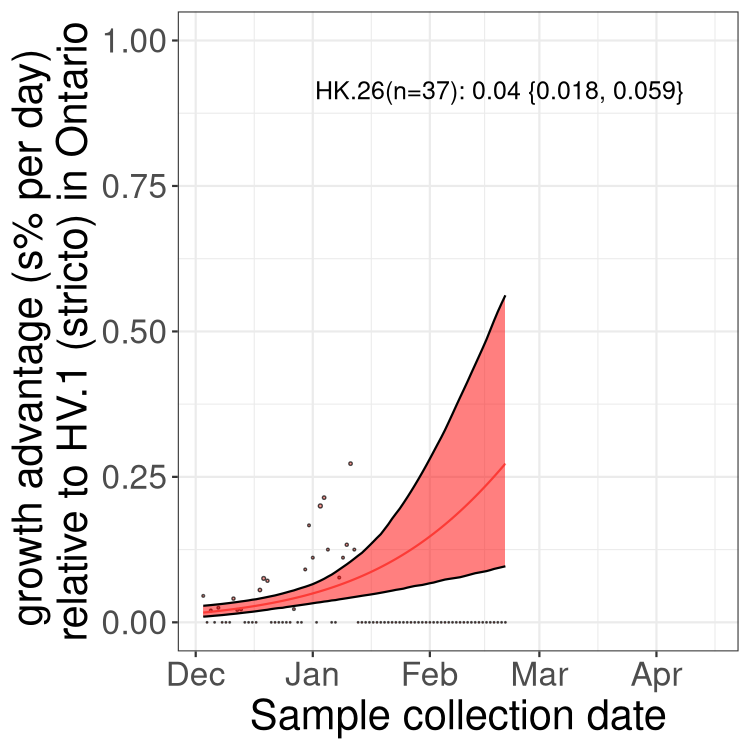 growth advantage (s% per day)
relative to HV.1 (stricto) in Ontario
1.00
0.75
0.50
0.25
0.00
HK.26(n=37): 0.04 {0.018, 0.059}
Dec Jan Feb Mar Apr
Sample collection date